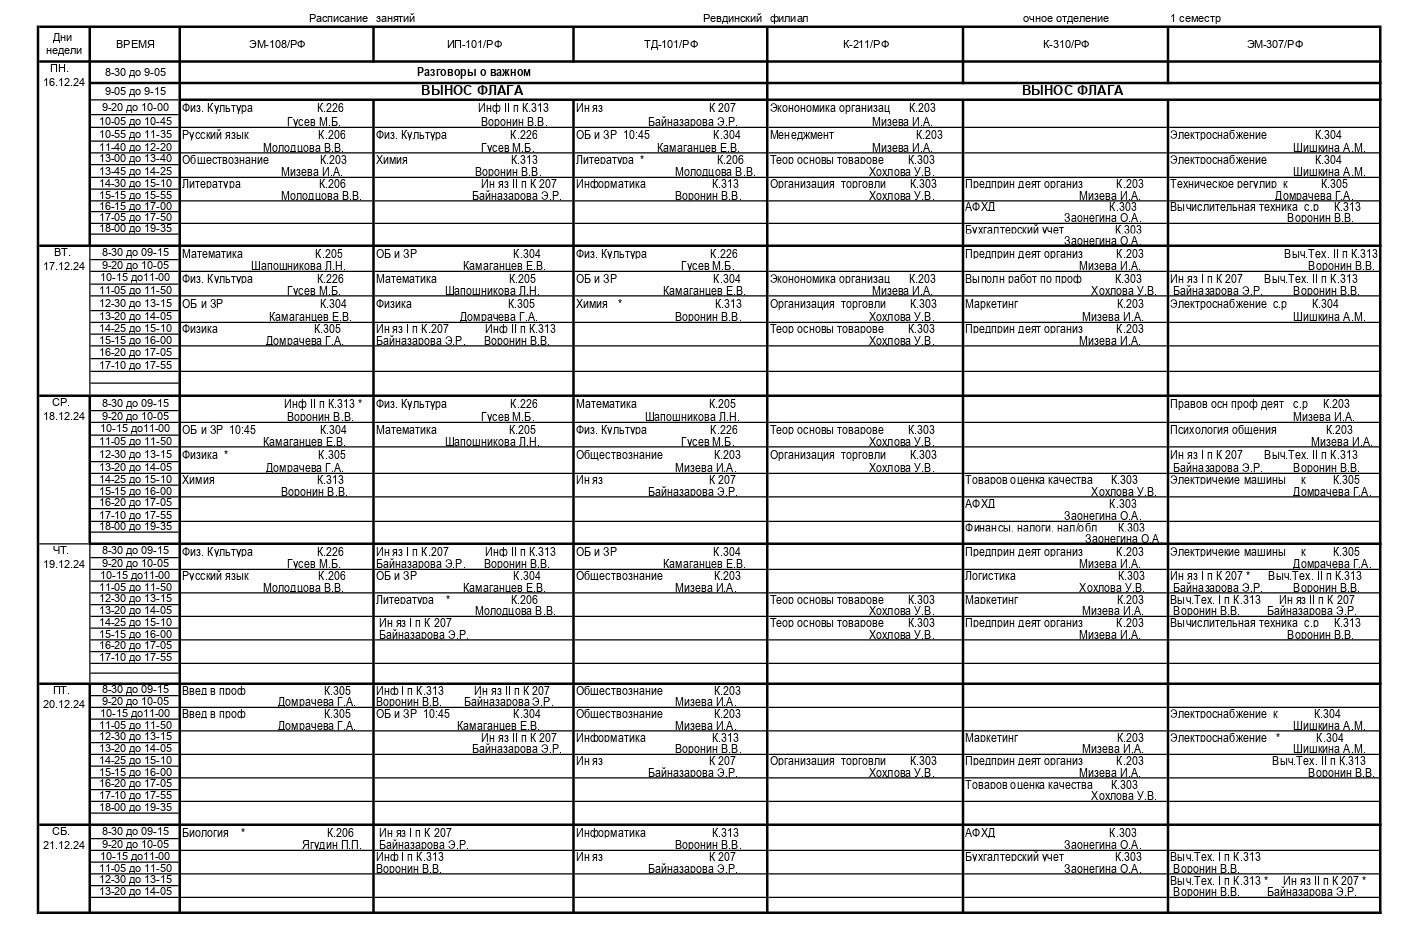 Расписание занятий Ревдинский филиал очное отделение 1 семестр
Дни недели ВРЕМЯ ЭМ-108/РФ ИП-101/РФ ТД-101/РФ К-211/РФ К-310/РФ ЭМ-307/РФ
ПН. 8-30 до 9-05 Разговоры о важном
16.12.24
9-05 до 9-15 ВЫНОС ФЛАГА ВЫНОС ФЛАГА
9-20 до 10-00 Физ. Культура К.226 Инф II п К.313 Ин яз К 207 Эконономика организац К.203
10-05 до 10-45 Гусев М.Б. Воронин В.В. Байназарова Э.Р. Мизева И.А.
10-55 до 11-35 Русский язык К.206 Физ. Культура К.226 ОБ и ЗР 10:45 К.304 Менеджмент К.203 Электроснабжение К.304
11-40 до 12-20 Молодцова В.В. Гусев М.Б. Камаганцев Е.В. Мизева И.А. Шишкина А.М.
13-00 до 13-40 Обществознание К.203 Химия К.313 Литература * К.206 Теор основы товарове К.303 Электроснабжение К.304
13-45 до 14-25 Мизева И.А. Воронин В.В. Молодцова В.В. Хохлова У.В. Шишкина А.М.
14-30 до 15-10 Литература К.206 Ин яз II п К 207 Информатика К.313 Организация торговли К.303 Предприн деят организ К.203 Техническое регулир к К.305
15-15 до 15-55 Молодцова В.В. Байназарова Э.Р. Воронин В.В. Хохлова У.В. Мизева И.А. Домрачева Г.А.
16-15 до 17-00 АФХД К.303 Вычислительная техника с.р К.313
17-05 до 17-50 Заонегина О.А. Воронин В.В.
18-00 до 19-35 Бухгалтерский учет К.303
Заонегина О.А.
ВТ. 8-30 до 09-15 Математика К.205 ОБ и ЗР К.304 Физ. Культура К.226 Предприн деят организ К.203 Выч.Тех. II п К.313
17.12.24 9-20 до 10-05 Шапошникова Л.Н. Камаганцев Е.В. Гусев М.Б. Мизева И.А. Воронин В.В.
10-15 до11-00 Физ. Культура К.226 Математика К.205 ОБ и ЗР К.304 Эконономика организац К.203 Выполн работ по проф К.303 Ин яз I п К 207 Выч.Тех. II п К.313
11-05 до 11-50 Гусев М.Б. Шапошникова Л.Н. Камаганцев Е.В. Мизева И.А. Хохлова У.В. Байназарова Э.Р. Воронин В.В.
12-30 до 13-15 ОБ и ЗР К.304 Физика К.305 Химия * К.313 Организация торговли К.303 Маркетинг К.203 Электроснабжение с.р К.304
13-20 до 14-05 Камаганцев Е.В. Домрачева Г.А. Воронин В.В. Хохлова У.В. Мизева И.А. Шишкина А.М.
14-25 до 15-10 Физика К.305 Ин яз I п К.207 Инф II п К.313 Теор основы товарове К.303 Предприн деят организ К.203
15-15 до 16-00 Домрачева Г.А. Байназарова Э.Р. Воронин В.В. Хохлова У.В. Мизева И.А.
16-20 до 17-05
17-10 до 17-55
СР. 8-30 до 09-15 Инф II п К.313 * Физ. Культура К.226 Математика К.205 Правов осн проф деят с.р К.203
18.12.24 9-20 до 10-05 Воронин В.В. Гусев М.Б. Шапошникова Л.Н. Мизева И.А.
10-15 до11-00 ОБ и ЗР 10:45 К.304 Математика К.205 Физ. Культура К.226 Теор основы товарове К.303 Психология общения К.203
11-05 до 11-50 Камаганцев Е.В. Шапошникова Л.Н. Гусев М.Б. Хохлова У.В. Мизева И.А.
12-30 до 13-15 Физика * К.305 Обществознание К.203 Организация торговли К.303 Ин яз I п К 207 Выч.Тех. II п К.313
13-20 до 14-05 Домрачева Г.А. Мизева И.А. Хохлова У.В. Байназарова Э.Р. Воронин В.В.
14-25 до 15-10 Химия К.313 Ин яз К 207 Товаров оценка качества К.303 Электричекие машины к К.305
15-15 до 16-00 Воронин В.В. Байназарова Э.Р. Хохлова У.В. Домрачева Г.А.
16-20 до 17-05 АФХД К.303
17-10 до 17-55 Заонегина О.А.
18-00 до 19-35 Финансы, налоги, нал/обл К.303
Заонегина О.А
ЧТ. 8-30 до 09-15 Физ. Культура К.226 Ин яз I п К.207 Инф II п К.313 ОБ и ЗР К.304 Предприн деят организ К.203 Электричекие машины к К.305
19.12.24 9-20 до 10-05 Гусев М.Б. Байназарова Э.Р. Воронин В.В. Камаганцев Е.В. Мизева И.А. Домрачева Г.А.
10-15 до11-00 Русский язык К.206 ОБ и ЗР К.304 Обществознание К.203 Логистика К.303 Ин яз I п К 207 * Выч.Тех. II п К.313
11-05 до 11-50 Молодцова В.В. Камаганцев Е.В. Мизева И.А. Хохлова У.В. Байназарова Э.Р. Воронин В.В.
12-30 до 13-15 Литература * К.206 Теор основы товарове К.303 Маркетинг К.203 Выч.Тех. I п К.313 Ин яз II п К 207
13-20 до 14-05 Молодцова В.В. Хохлова У.В. Мизева И.А. Воронин В.В. Байназарова Э.Р.
14-25 до 15-10 Ин яз I п К 207 Теор основы товарове К.303 Предприн деят организ К.203 Вычислительная техника с.р К.313
15-15 до 16-00 Байназарова Э.Р. Хохлова У.В. Мизева И.А. Воронин В.В.
16-20 до 17-05
17-10 до 17-55
ПТ. 8-30 до 09-15 Введ в проф К.305 Инф I п К.313 Ин яз II п К 207 Обществознание К.203
20.12.24 9-20 до 10-05 Домрачева Г.А. Воронин В.В. Байназарова Э.Р. Мизева И.А.
10-15 до11-00 Введ в проф К.305 ОБ и ЗР 10:45 К.304 Обществознание К.203 Электроснабжение к К.304
11-05 до 11-50 Домрачева Г.А. Камаганцев Е.В. Мизева И.А. Шишкина А.М.
12-30 до 13-15 Ин яз II п К 207 Информатика К.313 Маркетинг К.203 Электроснабжение * К.304
13-20 до 14-05 Байназарова Э.Р. Воронин В.В. Мизева И.А. Шишкина А.М.
14-25 до 15-10 Ин яз К 207 Организация торговли К.303 Предприн деят организ К.203 Выч.Тех. II п К.313
15-15 до 16-00 Байназарова Э.Р. Хохлова У.В. Мизева И.А. Воронин В.В.
16-20 до 17-05 Товаров оценка качества К.303
17-10 до 17-55 Хохлова У.В.
18-00 до 19-35
СБ. 8-30 до 09-15 Биология * К.206 Ин яз I п К 207 Информатика К.313 АФХД К.303
21.12.24 9-20 до 10-05 Ягудин П.П. Байназарова Э.Р. Воронин В.В. Заонегина О.А.
10-15 до11-00 Инф I п К.313 Ин яз К 207 Бухгалтерский учет К.303 Выч.Тех. I п К.313
11-05 до 11-50 Воронин В.В. Байназарова Э.Р. Заонегина О.А. Воронин В.В.
12-30 до 13-15 Выч.Тех. I п К.313 * Ин яз II п К 207 *
13-20 до 14-05 Воронин В.В. Байназарова Э.Р.